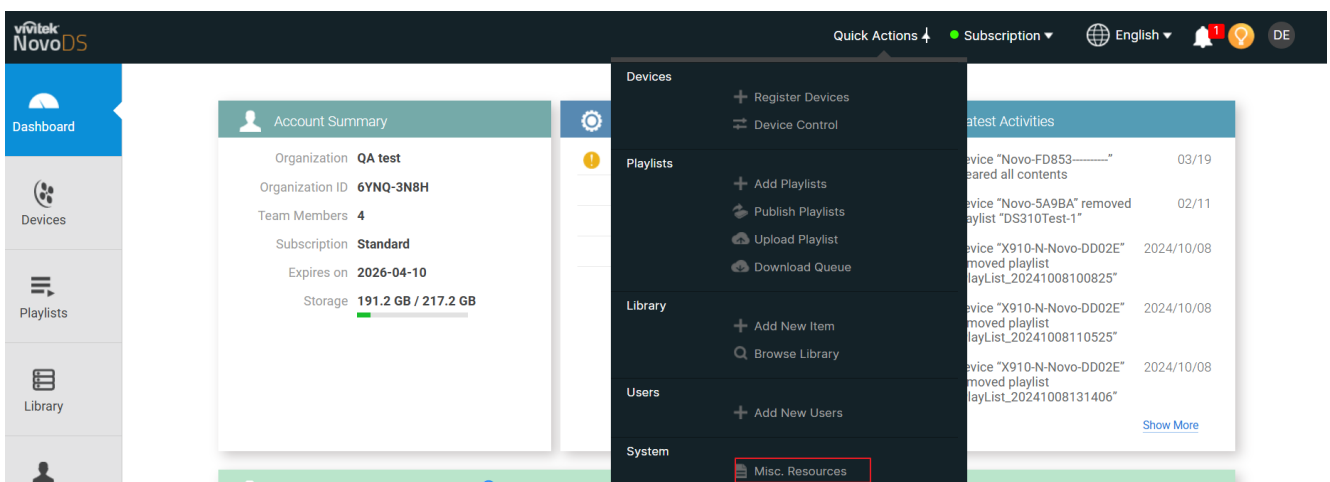 vivitek
NovoDS
Quick Actions
Subscription
English
1
DE
Dashboard
Devices
Playlists
Library
Account Summary
Organization QA test
Organization ID 6YNQ-3N8H
Team Members 4
Subscription Standard
Expires on 2026-04-10
Storage 191.2 GB / 217.2 GB
Devices
Register Devices
Device Control
Playlists
Add Playlists
Publish Playlists
Upload Playlist
Download Queue
Library
Add New Item
Browse Library
Users
Add New Users
System
Misc. Resources
atest Activities
evice "Novo-FD853----------" 03/19
eared all contents
evice "Novo-5A9BA" removed 02/11
aylist "DS310Test-1"
evice "X910-N-Novo-DD02E" 2024/10/08
moved playlist
layList_20241008100825"
evice "X910-N-Novo-DD02E" 2024/10/08
moved playlist
layList_20241008110525"
evice "X910-N-Novo-DD02E" 2024/10/08
moved playlist
layList_20241008131406"
Show More